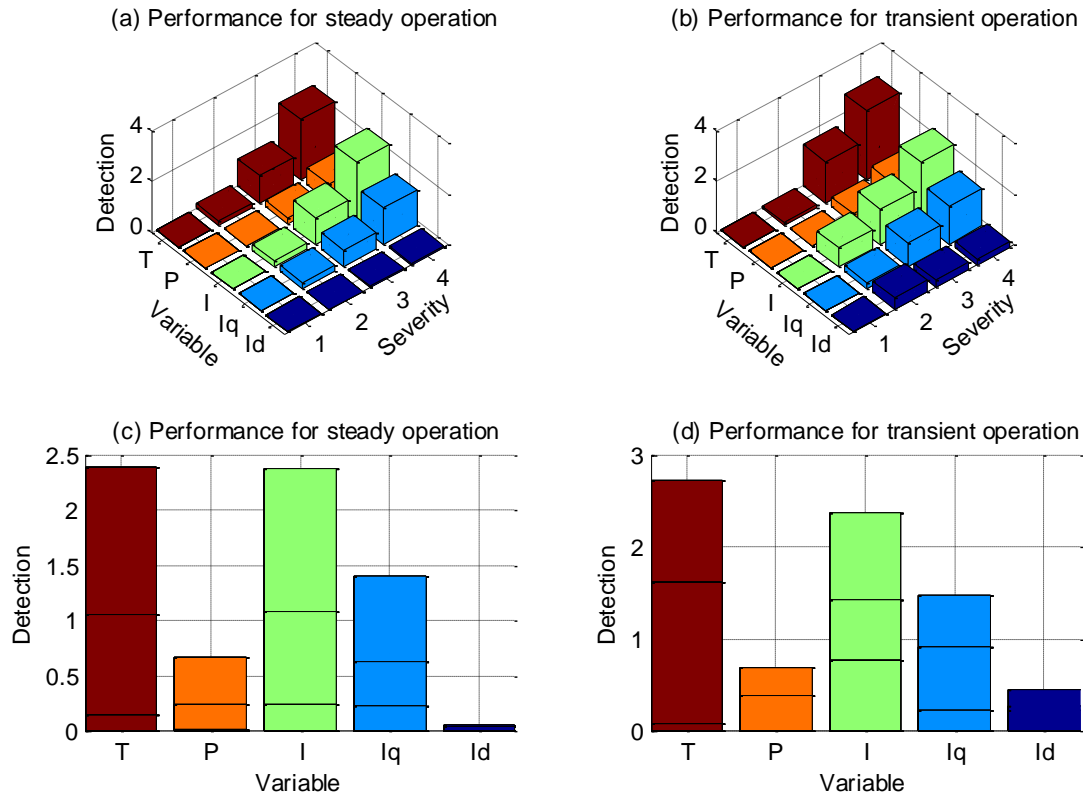 (a) Performance for steady operation
4
2
0
Detection
T
P
I
Iq
Id
Variable
1
2
3
4
Severity
(b) Performance for transient operation
4
2
0
Detection
T
P
I
Iq
Id
Variable
1
2
3
4
Severity
(c) Performance for steady operation
2.5
2
1.5
1
0.5
0
Detection
T P I Iq Id
Variable
(d) Performance for transient operation
3
2
1
0
Detection
T P I Iq Id
Variable